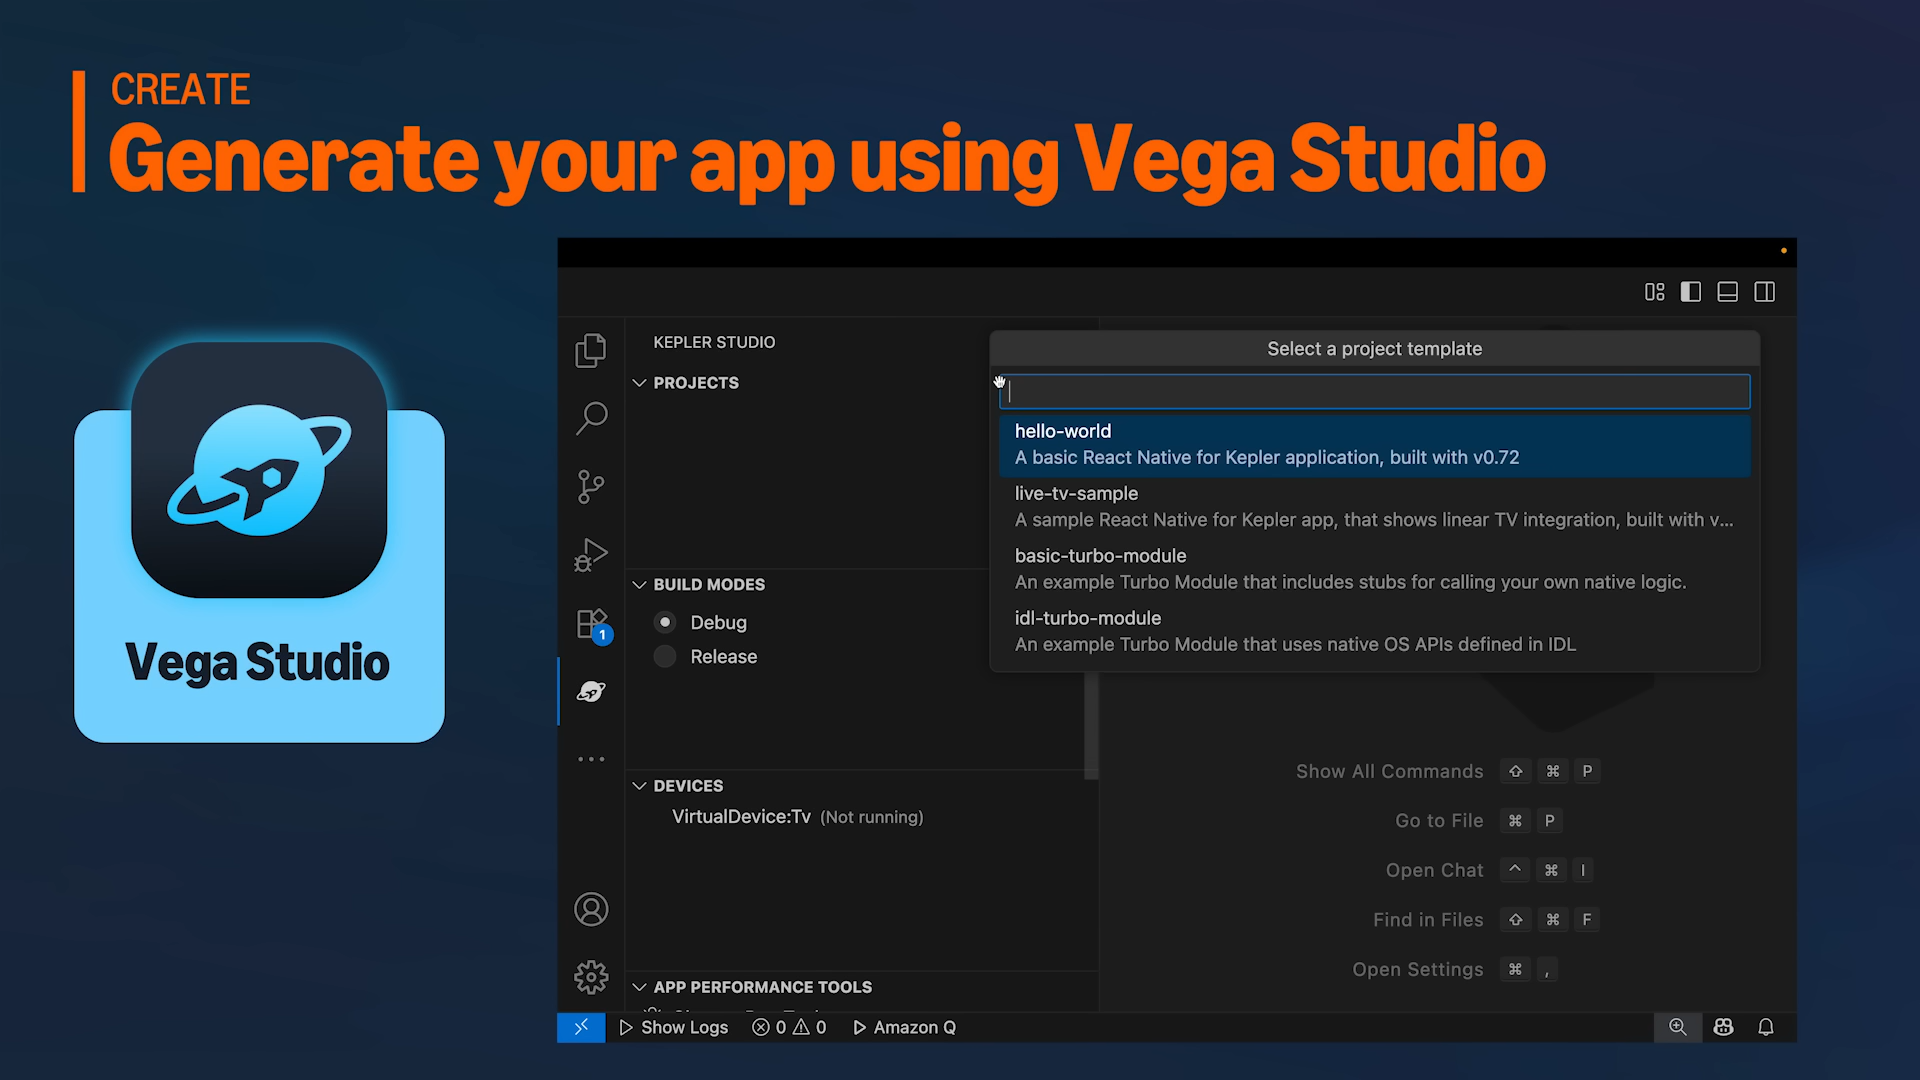 CREATE
Generate your app using Vega Studio
Vega Studio
KEPLER STUDIO
PROJECTS
BUILD MODES
Debug
Release
DEVICES
VirtualDevice:Tv (Not running)
APP PERFORMANCE TOOLS
1
Select a project template
hello-world
A basic React Native for Kepler application, built with v0.72
live-tv-sample
A sample React Native for Kepler app, that shows linear TV integration, built with v...
basic-turbo-module
An example Turbo Module that includes stubs for calling your own native logic.
idl-turbo-module
An example Turbo Module that uses native OS APIs defined in IDL
Show All Commands ⇧ ⌘ P
Go to File ⌘ P
Open Chat ^ ⌘ I
Find in Files ⇧ ⌘ F
Open Settings ⌘ ,
Show Logs 0 0 Amazon Q